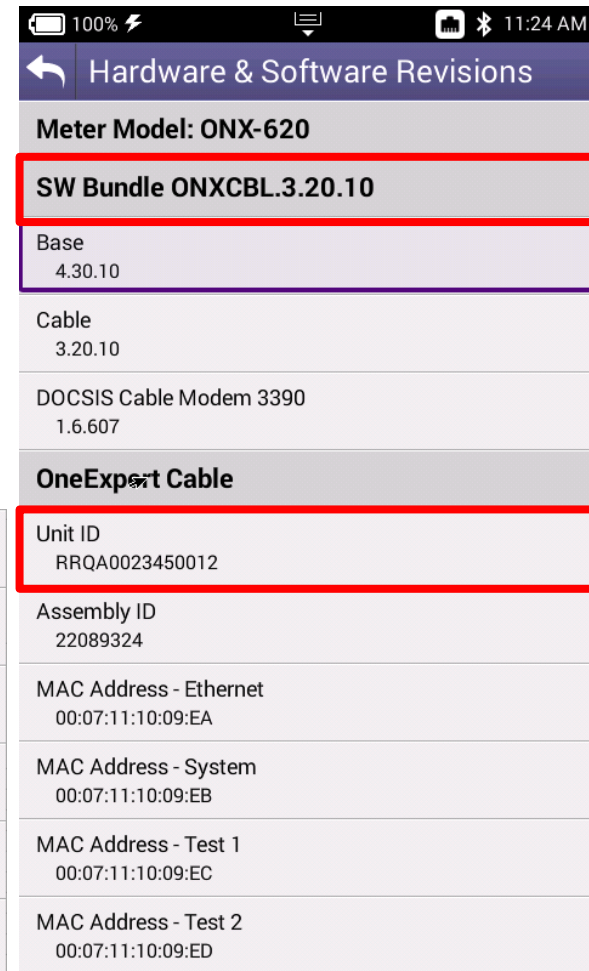 100% 11:24 AM
Hardware & Software Revisions
Meter Model: ONX-620
SW Bundle ONXCBL.3.20.10
Base
4.30.10
Cable
3.20.10
DOCSIS Cable Modem 3390
1.6.607
OneExpert Cable
Unit ID
RRQA0023450012
Assembly ID
22089324
MAC Address - Ethernet
00:07:11:10:09:EA
MAC Address - System
00:07:11:10:09:EB
MAC Address - Test 1
00:07:11:10:09:EC
MAC Address - Test 2
00:07:11:10:09:ED